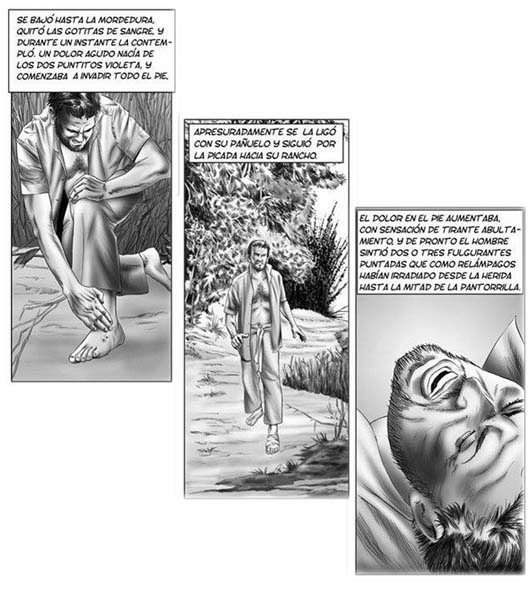 SE BAJÓ HASTA LA MORDEDURA,
QUITÓ LAS GOTITAS DE SANGRE, Y
DURANTE UN INSTANTE LA CONTEM-
PLÓ. UN DOLOR AGUDO NACÍA DE
LOS DOS PUNTITOS VIOLETA, Y
COMENZABA A INVADIR TODO EL PIE.
APRESURADAMENTE SE LA LIGÓ
CON SU PAÑUELO Y SIGUIÓ POR
LA PICADA HACIA SU RANCHO.
EL DOLOR EN EL PIE AUMENTABA,
CON SENSACIÓN DE TIRANTE ABULTA-
MIENTO, Y DE PRONTO EL HOMBRE
SINTIÓ DOS O TRES FULGURANTES
PUNTADAS QUE COMO RELÁMPAGOS
HABÍAN IRRADIADO DESDE LA HERIDA
HASTA LA MITAD DE LA PANTORRILLA.